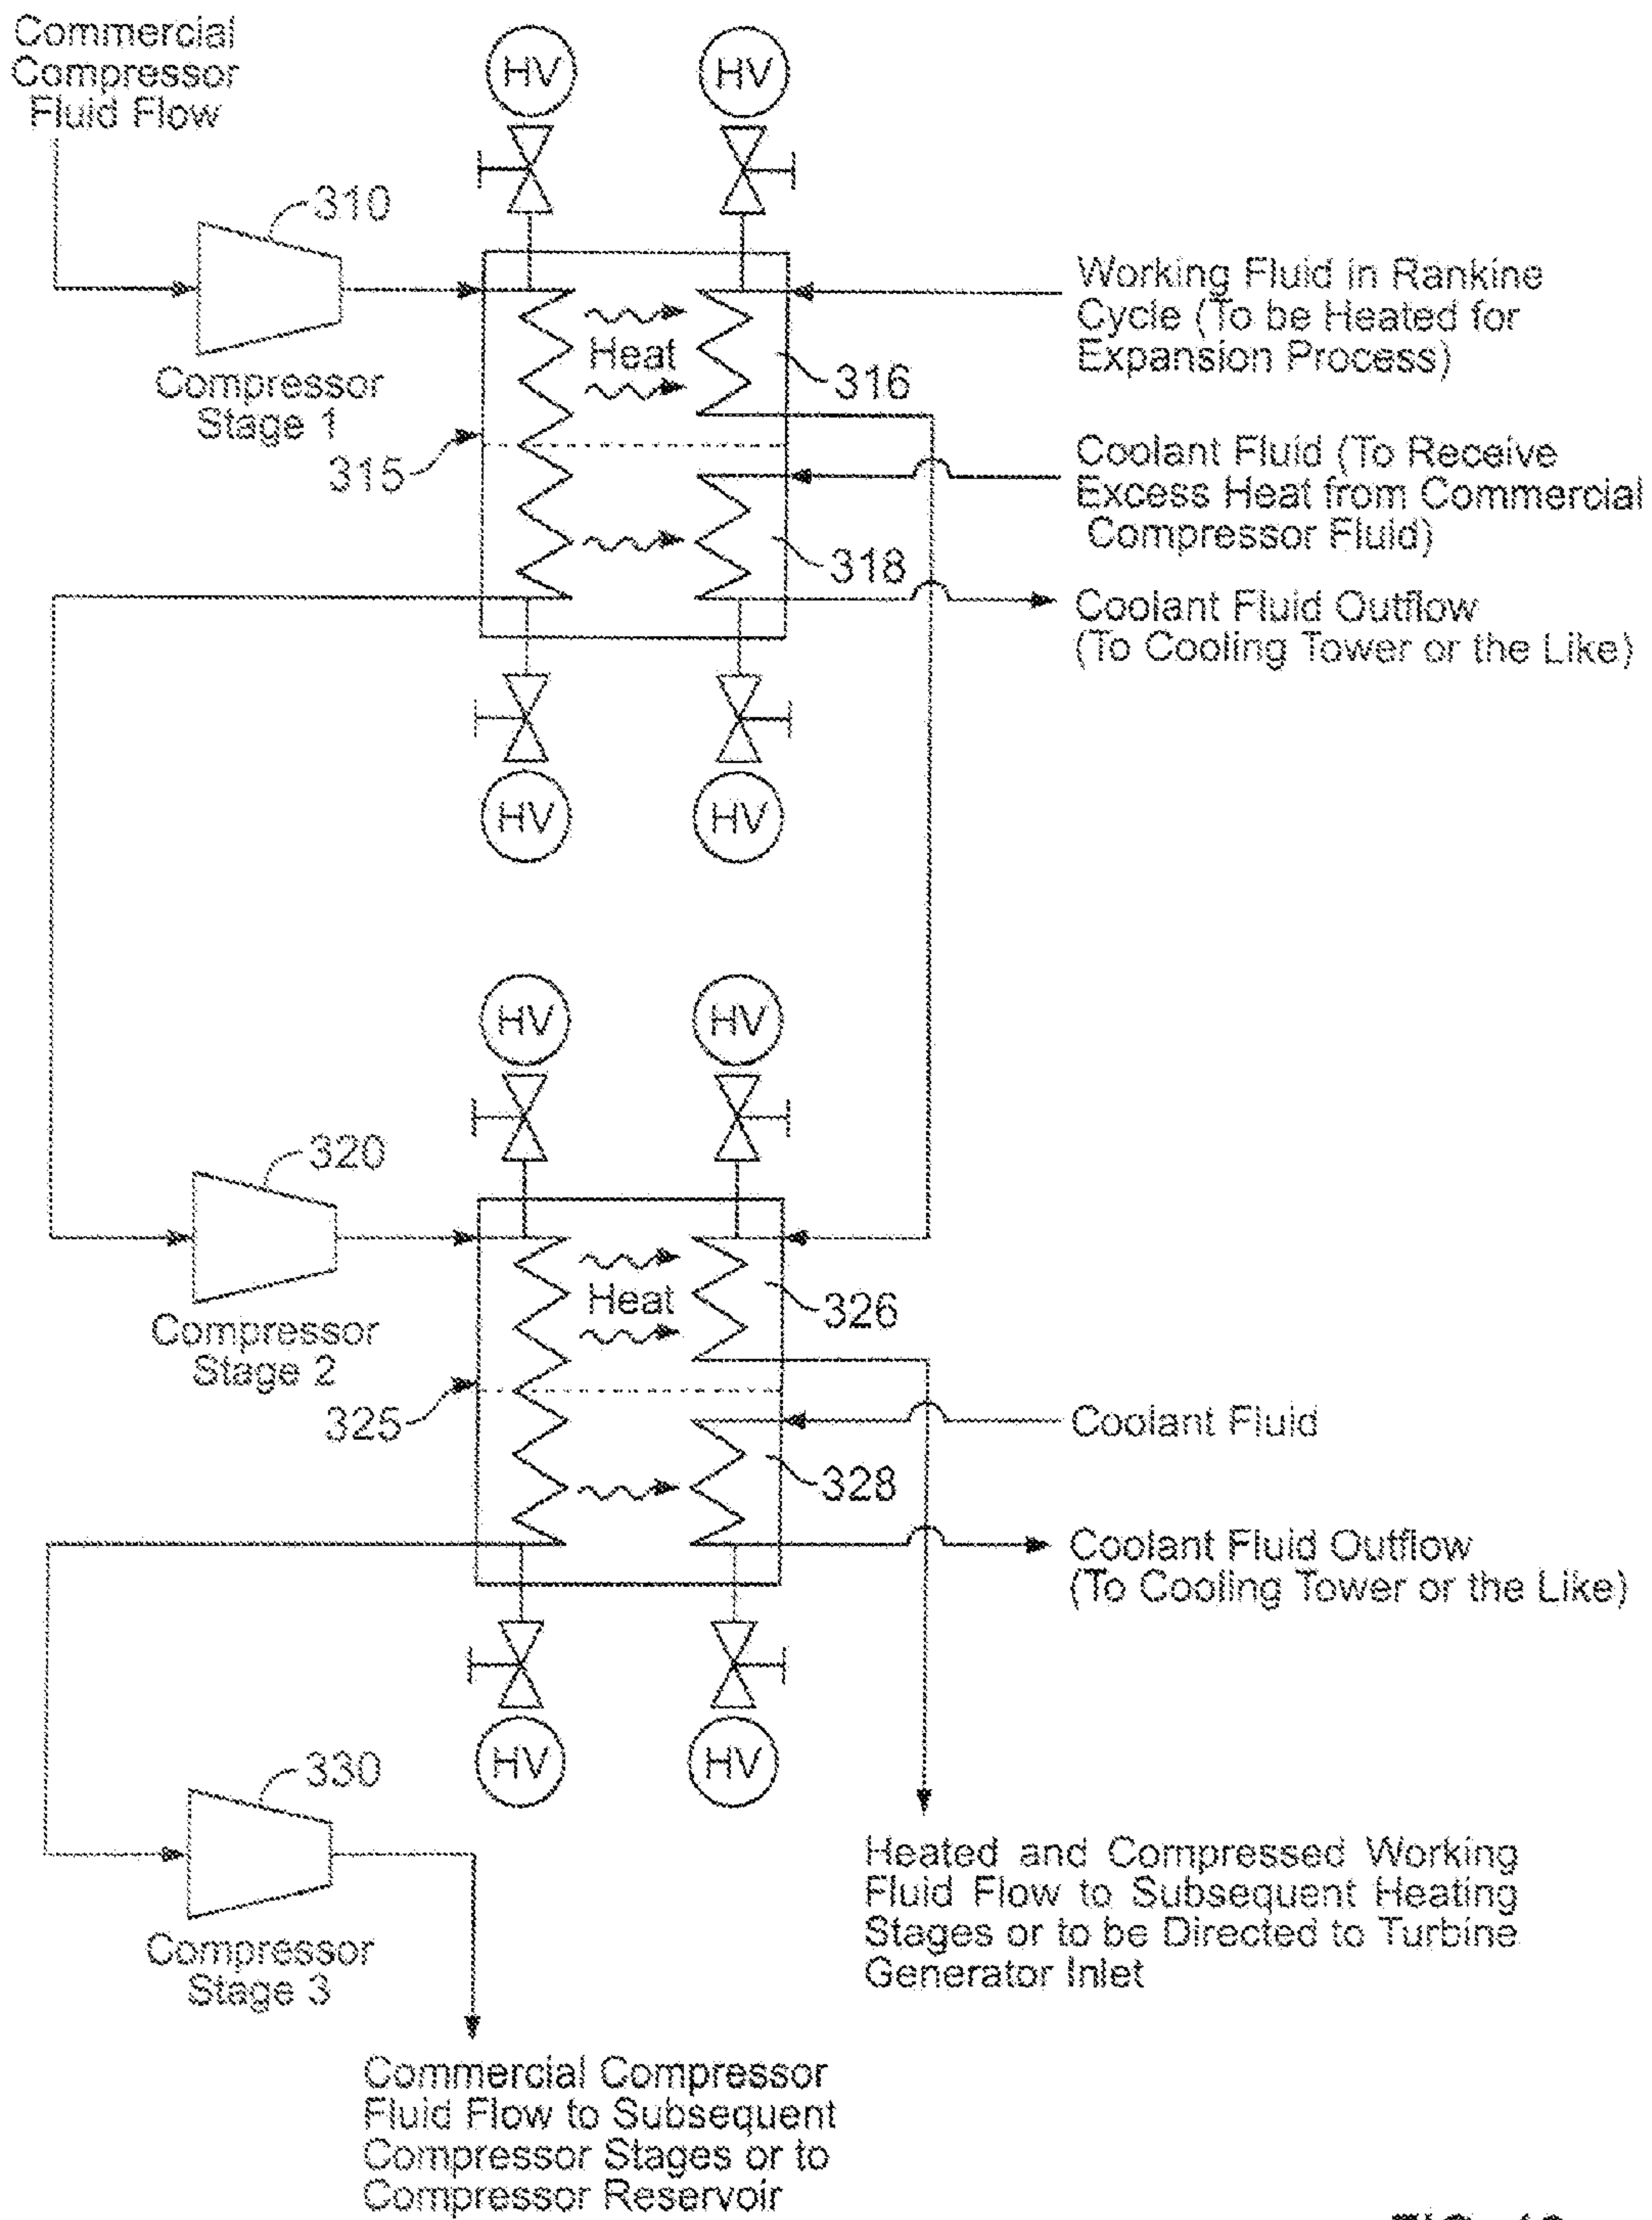 Commercial
Compressor
Fluid Flow
HV
HV
310
Compressor
Stage 1
315
Heat
316
318
Working Fluid in Rankine
Cycle (To be Heated for
Expansion Process)
Coolant Fluid (To Receive
Excess Heat from Commercial
Compressor Fluid)
Coolant Fluid Outflow
(To Cooling Tower or the Like)
HV
HV
HV
HV
320
Compressor
Stage 2
325
Heat
326
328
Coolant Fluid
Coolant Fluid Outflow
(To Cooling Tower or the Like)
HV
HV
330
Compressor
Stage 3
Heated and Compressed Working
Fluid Flow to Subsequent Heating
Stages or to be Directed to Turbine
Generator Inlet
Commercial Compressor
Fluid Flow to Subsequent
Compressor Stages or to
Compressor Reservoir